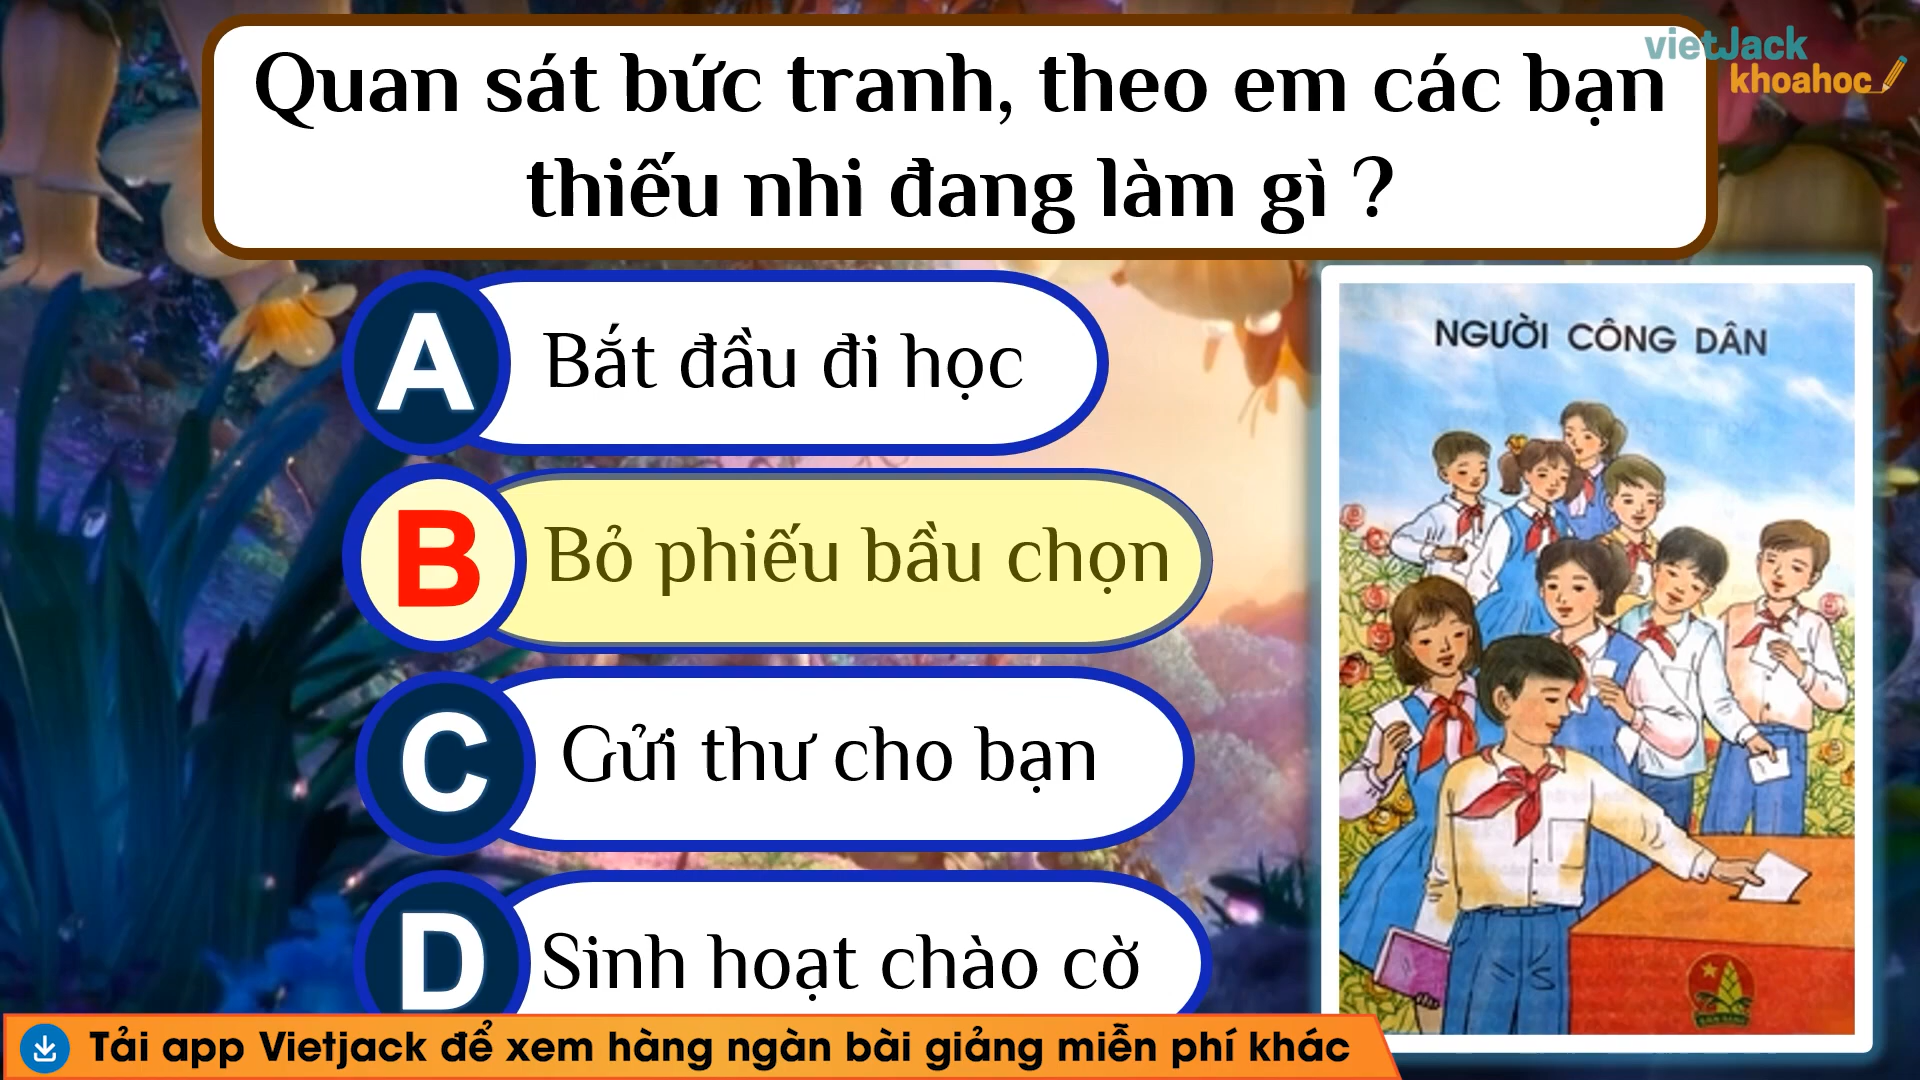 vietJack
khoahoc
Quan sát bức tranh, theo em các bạn
thiếu nhi đang làm gì ?
A Bắt đầu đi học
B Bỏ phiếu bầu chọn
C Gửi thư cho bạn
D Sinh hoạt chào cờ
NGƯỜI CÔNG DÂN
Tải app Vietjack để xem hàng ngàn bài giảng miễn phí khác